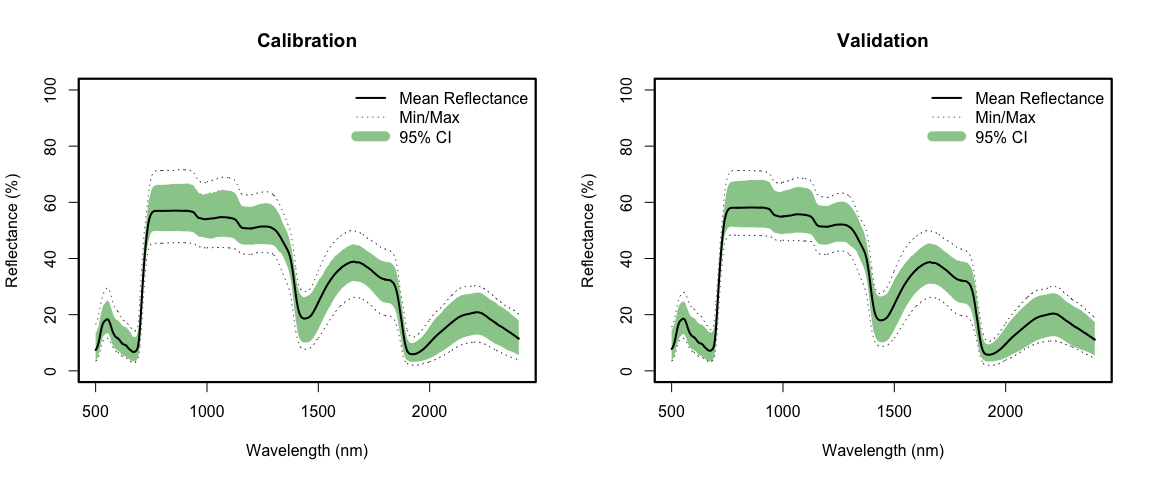 Calibration
Mean Reflectance
Min/Max
95% CI
Reflectance (%)
0
20
40
60
80
100
500
1000
1500
2000
Wavelength (nm)
Validation
Mean Reflectance
Min/Max
95% CI
Reflectance (%)
0
20
40
60
80
100
500
1000
1500
2000
Wavelength (nm)